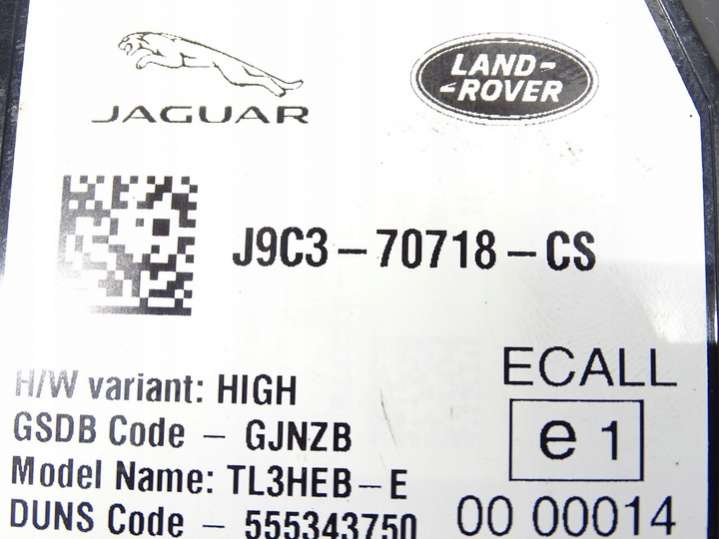 JAGUAR
LAND-
-ROVER
J9C3-70718-CS
H/W variant: HIGH
GSDB Code - GJNZB
Model Name: TL3HEB-E
DUNS Code - 555343750
ECALL
e 1
00 00014